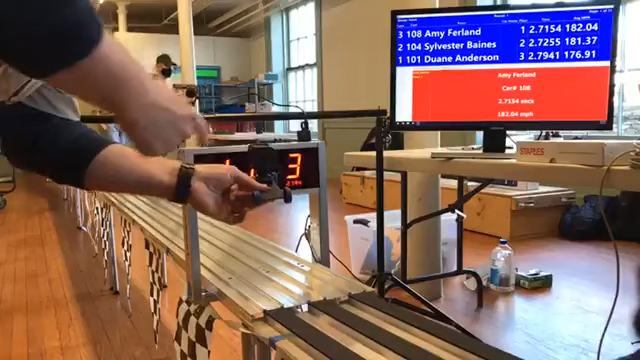 3 108 Amy Ferland 1 2.7154 182.04
2 104 Sylvester Baines 2 2.7255 181.37
1 101 Duane Anderson 3 2.7941 176.91
Amy Ferland
Car# 108
2.7154 secs
182.04 mph
3
STAPLES